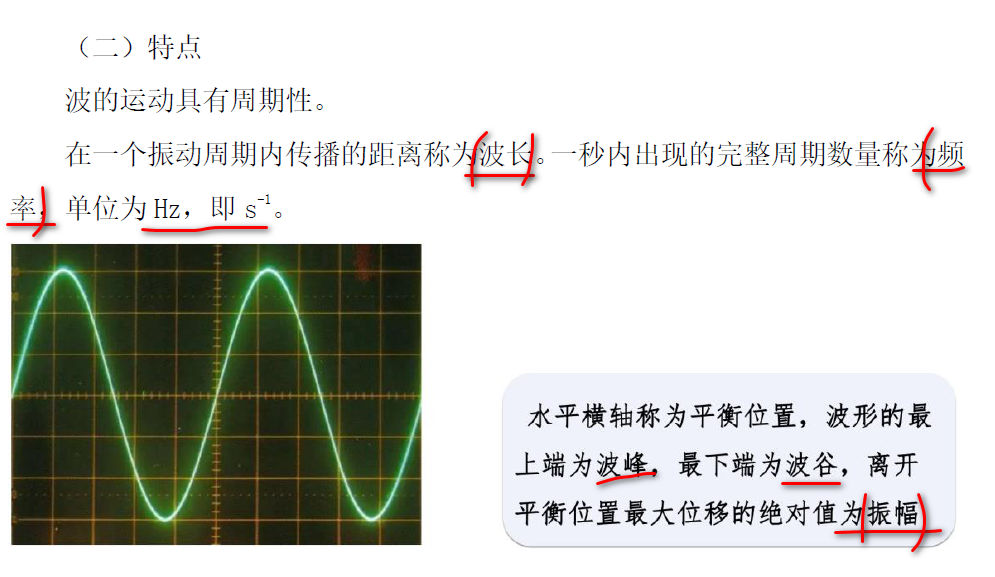 （二）特点
波的运动具有周期性。
在一个振动周期内传播的距离称为波长。一秒内出现的完整周期数量称为频
率，单位为 Hz，即 s⁻¹。
水平横轴称为平衡位置，波形的最
上端为波峰，最下端为波谷，离开
平衡位置最大位移的绝对值为振幅